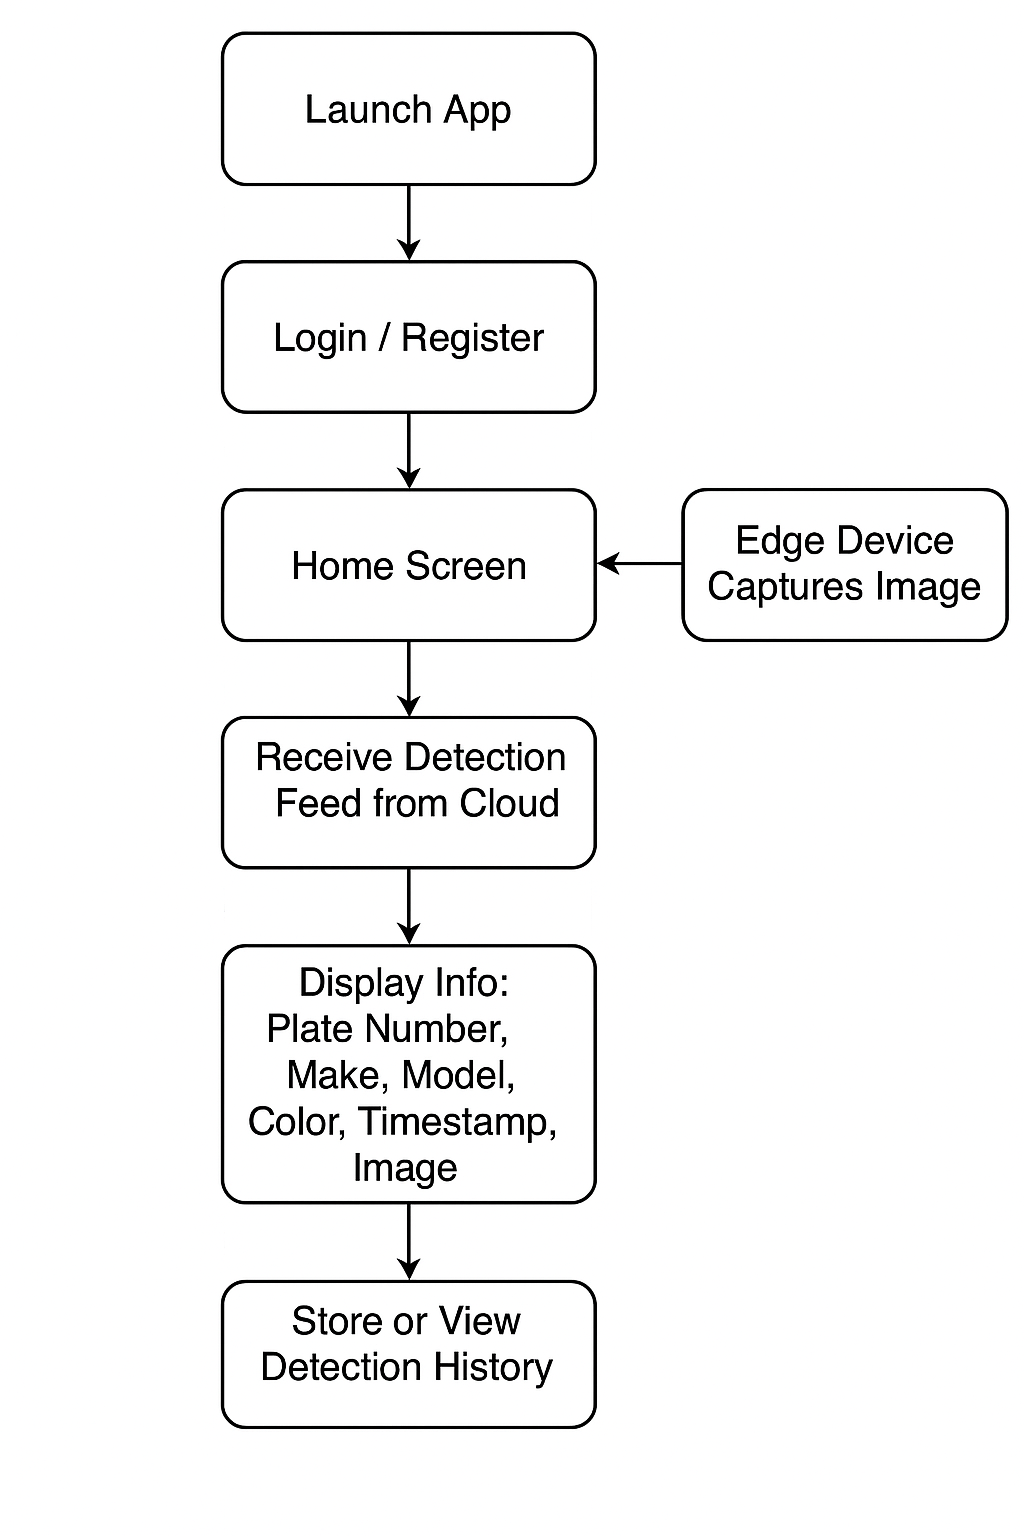 Launch App
Login / Register
Home Screen
Edge Device
Captures Image
Receive Detection
Feed from Cloud
Display Info:
Plate Number,
Make, Model,
Color, Timestamp,
Image
Store or View
Detection History